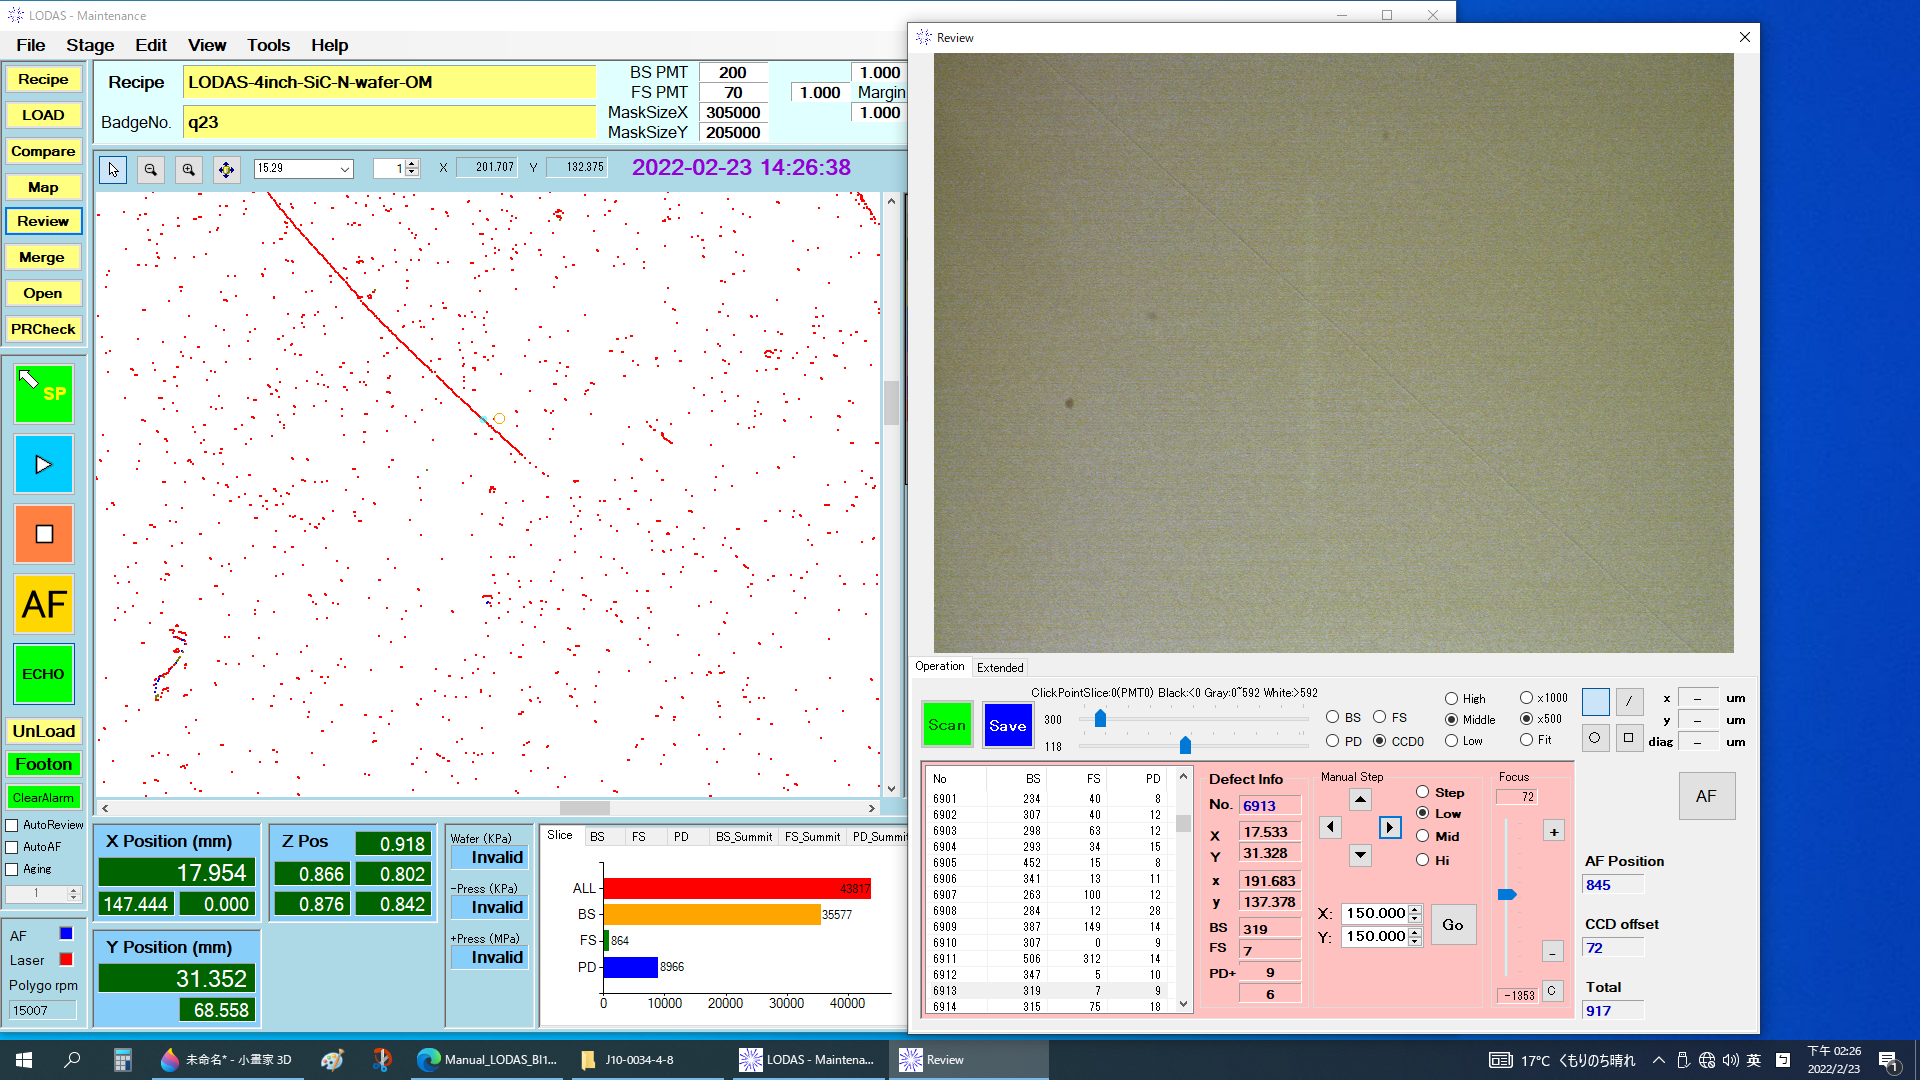 LODAS - Maintenance
File Stage Edit View Tools Help
Recipe
LOAD
Compare
Map
Review
Merge
Open
PRCheck
SP
AF
ECHO
UnLoad
Footon
ClearAlarm
AutoReview
AutoAF
Aging
1
AF
Laser
Polygo rpm
15007
Recipe LODAS-4inch-SiC-N-wafer-OM
BadgeNo. q23
BS PMT 200 1.000
FS PMT 70 1.000 Margin
MaskSizeX 305000 1.000
MaskSizeY 205000
15.29 1 X 201.707 Y 132.375 2022-02-23 14:26:38
X Position (mm)
17.954
147.444 0.000
Y Position (mm)
31.352
68.558
Z Pos 0.918
0.866 0.802
0.876 0.842
Wafer (KPa)
Invalid
-Press (KPa)
Invalid
+Press (MPa)
Invalid
Slice BS FS PD BS_Summit FS_Summit PD_Summit
ALL 43817
BS 35577
FS 864
PD 8966
0 10000 20000 30000 40000
Review
Operation Extended
ClickPointSlice:0(PMT0) Black:<0 Gray:0~592 White:>592
Scan Save
300
118
BS FS
PD CCD0
High
Middle
Low
x1000
x500
Fit
x - um
y - um
diag - um
No BS FS PD
6901 234 40 8
6902 307 40 12
6903 298 63 12
6904 293 34 15
6905 452 15 8
6906 341 13 11
6907 263 100 12
6908 284 12 28
6909 387 149 14
6910 307 0 9
6911 506 312 14
6912 347 5 10
6913 319 7 9
6914 315 75 18
Defect Info
No. 6913
X 17.533
Y 31.328
x 191.683
y 137.378
BS 319
FS 7
PD+ 9
6
Manual Step
Step
Low
Mid
Hi
X: 150.000
Y: 150.000
Go
Focus
72
+
-
-1353 C
AF
AF Position
845
CCD offset
72
Total
917
未命名* - 小畫家 3D
Manual_LODAS_BI1...
J10-0034-4-8
LODAS - Maintena...
Review
17°C くもりのち晴れ
英
下午 02:26
2022/2/23
1